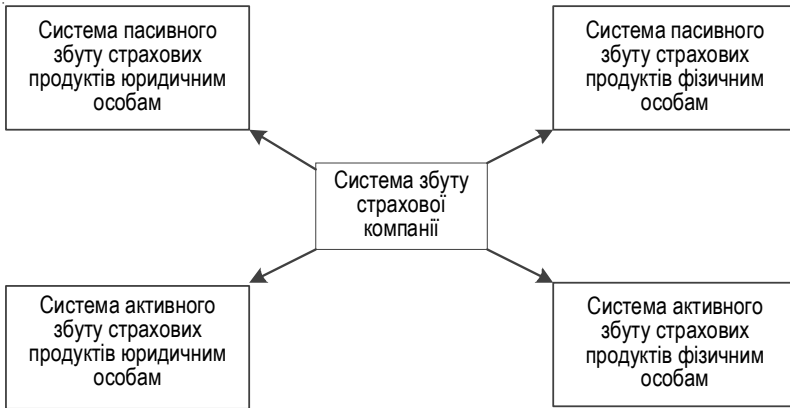 Система пасивного
збуту страхових
продуктів юридичним
особам
Система пасивного
збуту страхових
продуктів фізичним
особам
Система збуту
страхової
компанії
Система активного
збуту страхових
продуктів юридичним
особам
Система активного
збуту страхових
продуктів фізичним
особам